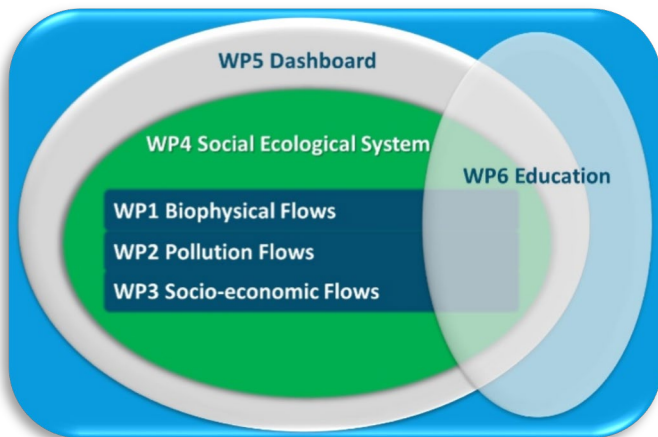 WP5 Dashboard
WP4 Social Ecological System
WP6 Education
WP1 Biophysical Flows
WP2 Pollution Flows
WP3 Socio-economic Flows